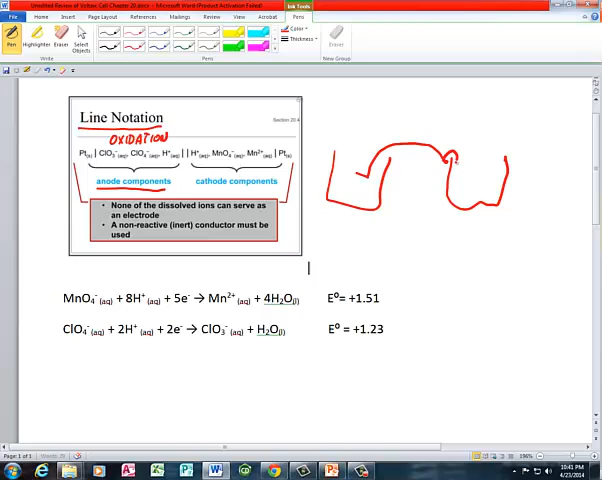 Untitled Review of Voltaic Cell Chapter 20.docx - Microsoft Word (Product Activation Failed)
Ink Tools
File
Home
Insert
Page Layout
References
Mailings
Review
View
Acrobat
Pens
Pen
Highlighter
Eraser
Select Objects
Color
Thickness
Eraser
Write
Pens
New Group
Line Notation
Section 20.4
OXIDATION
Pt(s) | ClO3⁻(aq), ClO4⁻(aq), H⁺(aq) || H⁺(aq), MnO4⁻(aq), Mn²⁺(aq) | Pt(s)
anode components
cathode components
• None of the dissolved ions can serve as
an electrode
• A non-reactive (inert) conductor must be
used
MnO4⁻(aq) + 8H⁺(aq) + 5e⁻ → Mn²⁺(aq) + 4H2O(l) E⁰= +1.51
ClO4⁻(aq) + 2H⁺(aq) + 2e⁻ → ClO3⁻(aq) + H2O(l) E⁰ = +1.23
Page: 1 of 1
Words: 39
196%
10:41 PM
4/23/2014